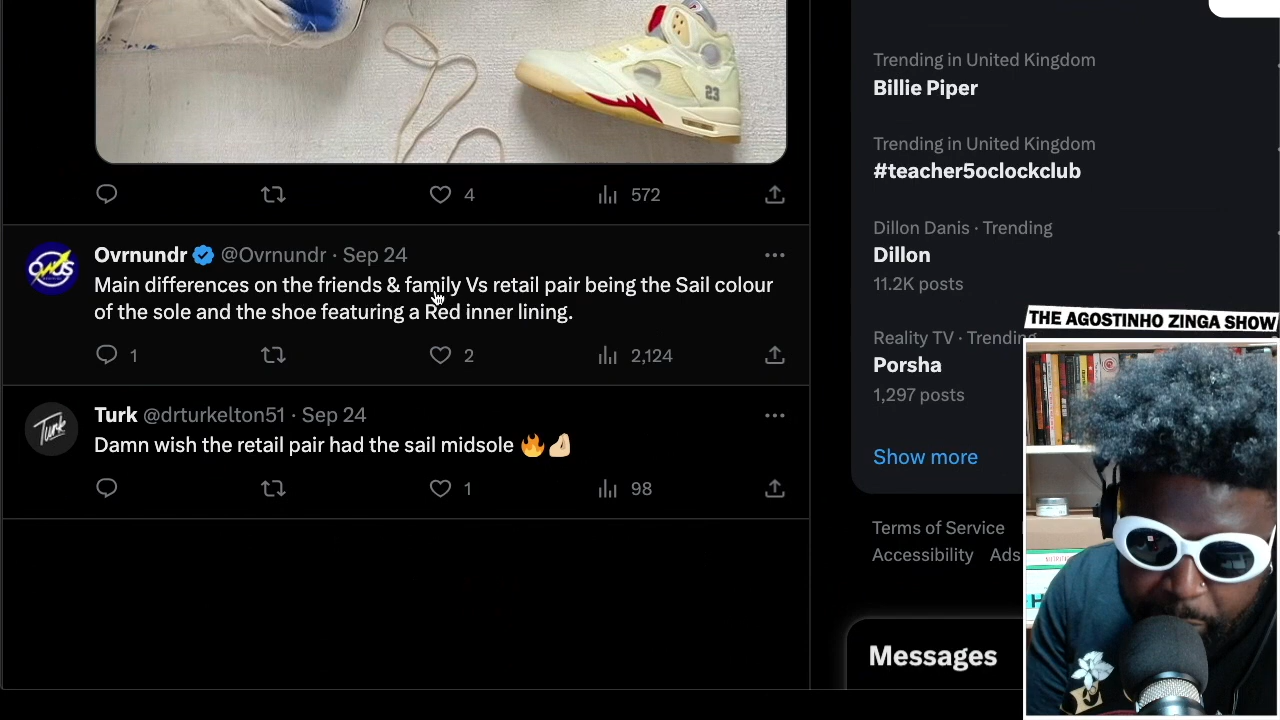 23
4
572
Ovrnundr @Ovrnundr · Sep 24
Main differences on the friends & family Vs retail pair being the Sail colour
of the sole and the shoe featuring a Red inner lining.
1
2
2,124
Turk @drturkelton51 · Sep 24
Damn wish the retail pair had the sail midsole 🔥🤌🏻
1
98
Trending in United Kingdom
Billie Piper
Trending in United Kingdom
#teacher5oclockclub
Dillon Danis · Trending
Dillon
11.2K posts
Reality TV · Trending
Porsha
1,297 posts
Show more
Terms of Service
Accessibility Ads
Messages
THE AGOSTINHO ZINGA SHOW